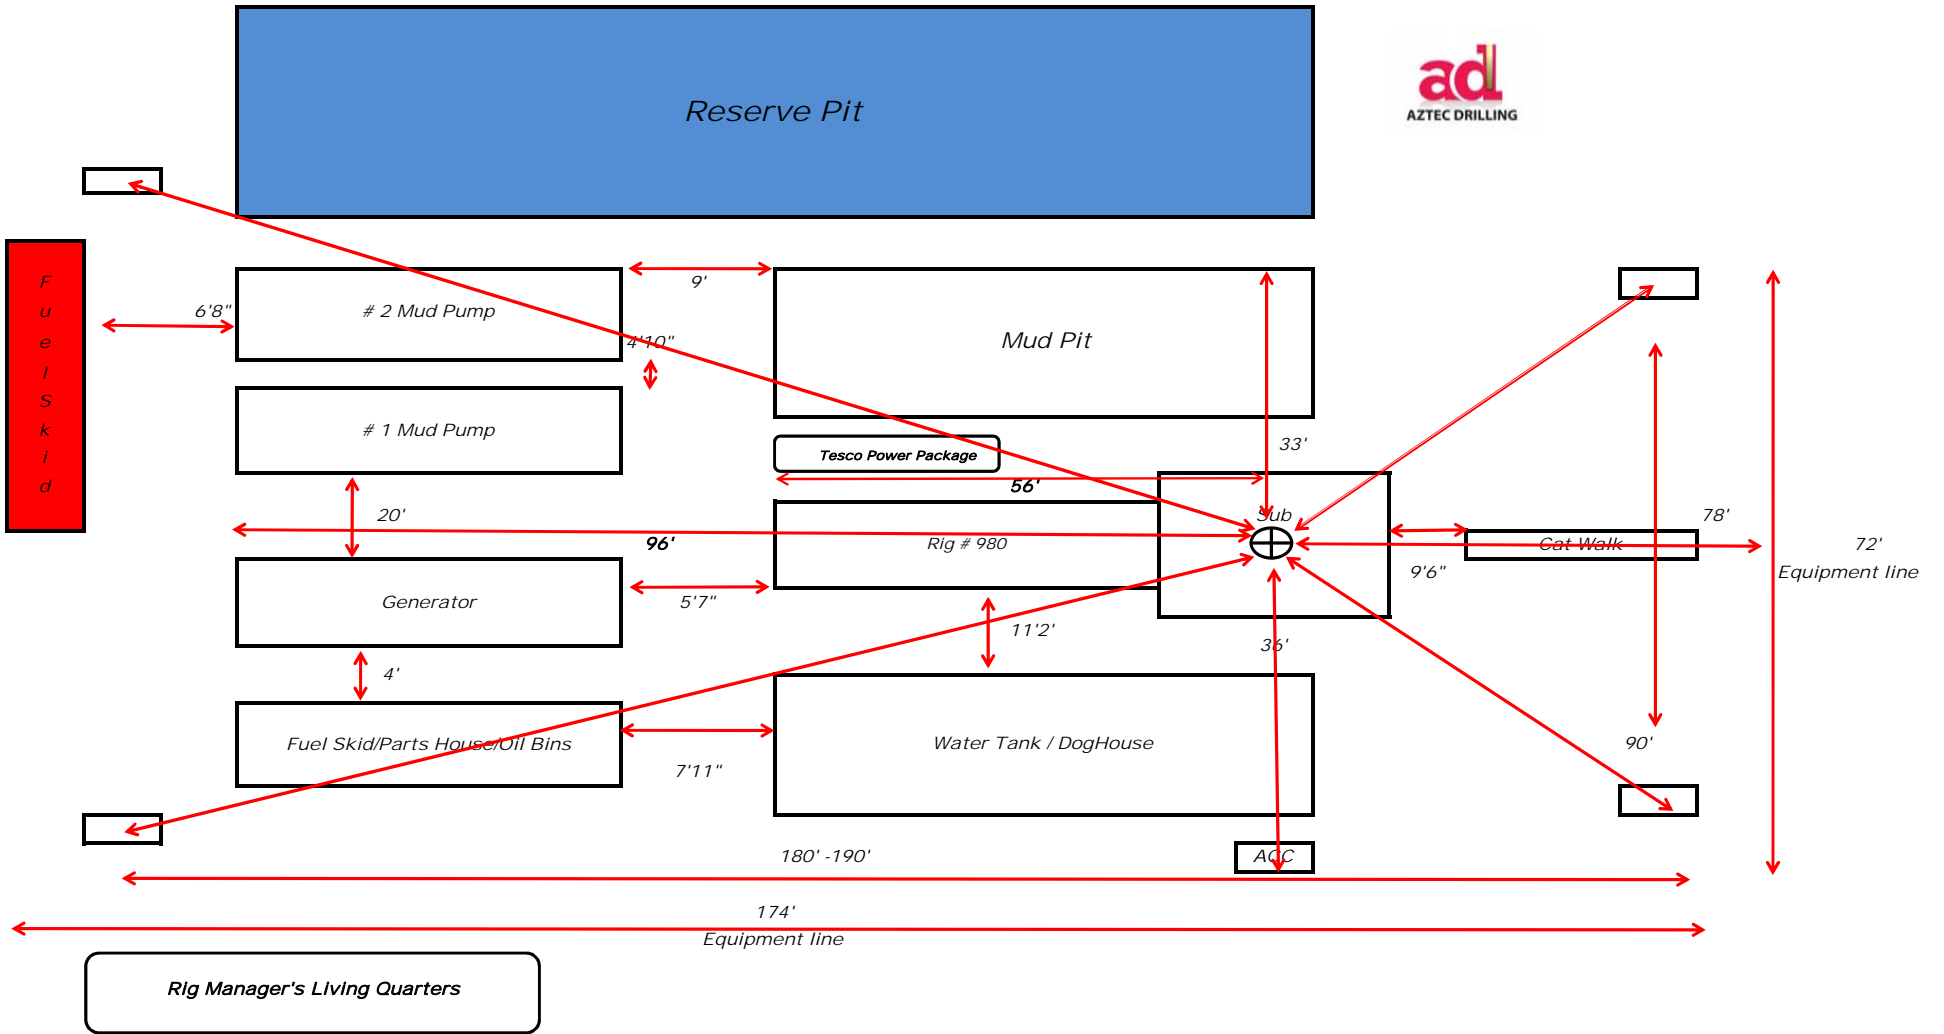 Reserve Pit
ad
AZTEC DRILLING
Fuel Skid
6'8"
# 2 Mud Pump
9'
4'10"
Mud Pit
# 1 Mud Pump
33'
Tesco Power Package
56'
20'
96'
Rig # 980
Sub
9'6"
Cat Walk
78'
72'
Equipment line
Generator
5'7"
11'2'
36'
4'
Fuel Skid/Parts House/Oil Bins
7'11"
Water Tank / DogHouse
90'
180' -190'
ACC
174'
Equipment line
Rig Manager's Living Quarters